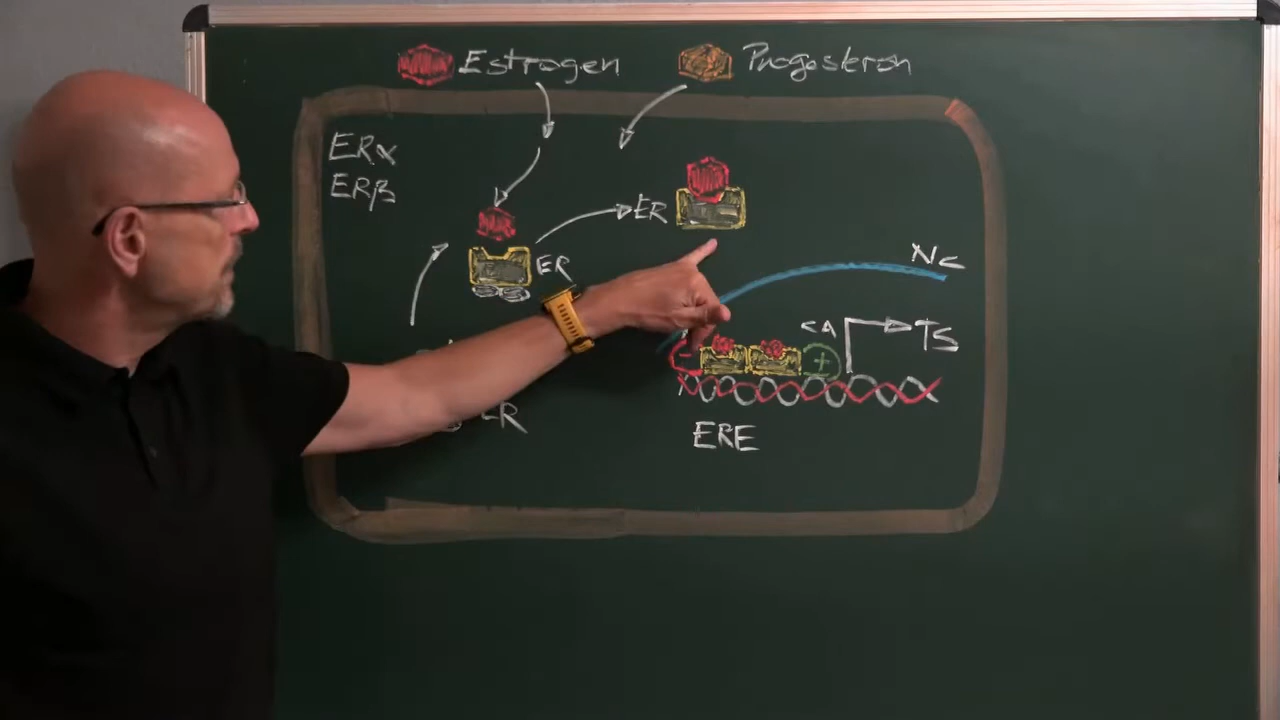 Estrogen
Progesteron
ERα
ERβ
ER
ER
Nc
CA
TS
ER
ERE